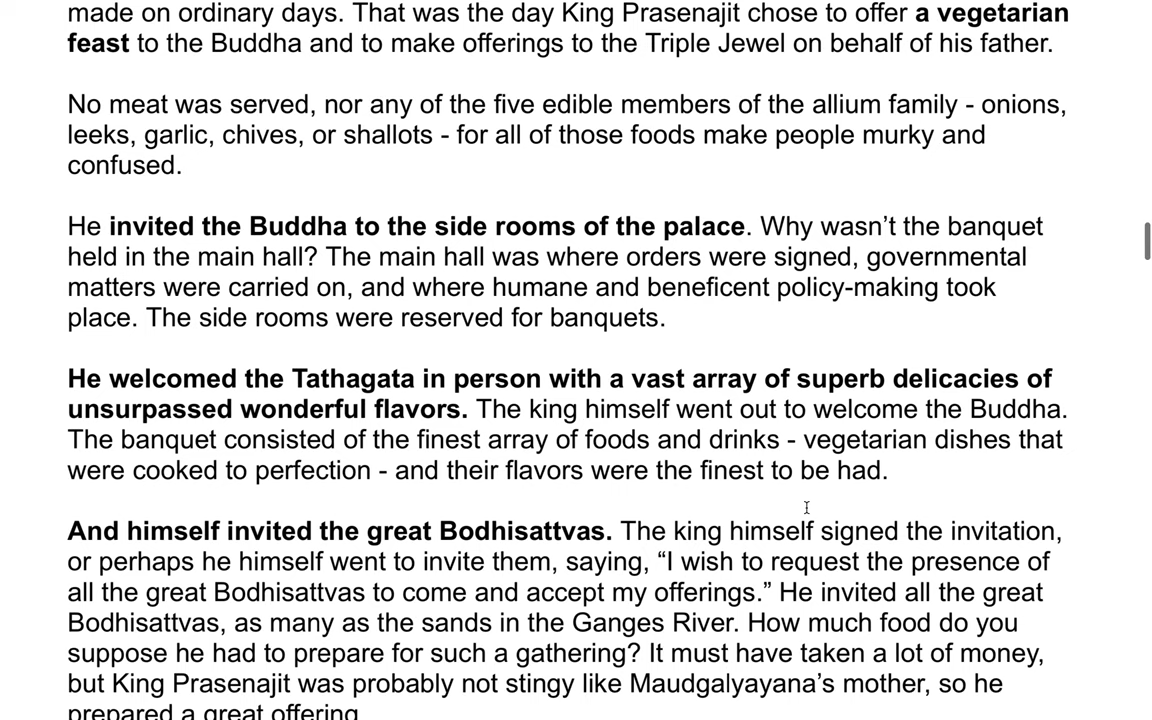 made on ordinary days. That was the day King Prasenajit chose to offer a vegetarian
feast to the Buddha and to make offerings to the Triple Jewel on behalf of his father.
No meat was served, nor any of the five edible members of the allium family - onions,
leeks, garlic, chives, or shallots - for all of those foods make people murky and
confused.
He invited the Buddha to the side rooms of the palace. Why wasn’t the banquet
held in the main hall? The main hall was where orders were signed, governmental
matters were carried on, and where humane and beneficent policy-making took
place. The side rooms were reserved for banquets.
He welcomed the Tathagata in person with a vast array of superb delicacies of
unsurpassed wonderful flavors. The king himself went out to welcome the Buddha.
The banquet consisted of the finest array of foods and drinks - vegetarian dishes that
were cooked to perfection - and their flavors were the finest to be had.
And himself invited the great Bodhisattvas. The king himself signed the invitation,
or perhaps he himself went to invite them, saying, “I wish to request the presence of
all the great Bodhisattvas to come and accept my offerings.” He invited all the great
Bodhisattvas, as many as the sands in the Ganges River. How much food do you
suppose he had to prepare for such a gathering? It must have taken a lot of money,
but King Prasenajit was probably not stingy like Maudgalyayana’s mother, so he
prepared a great offering.